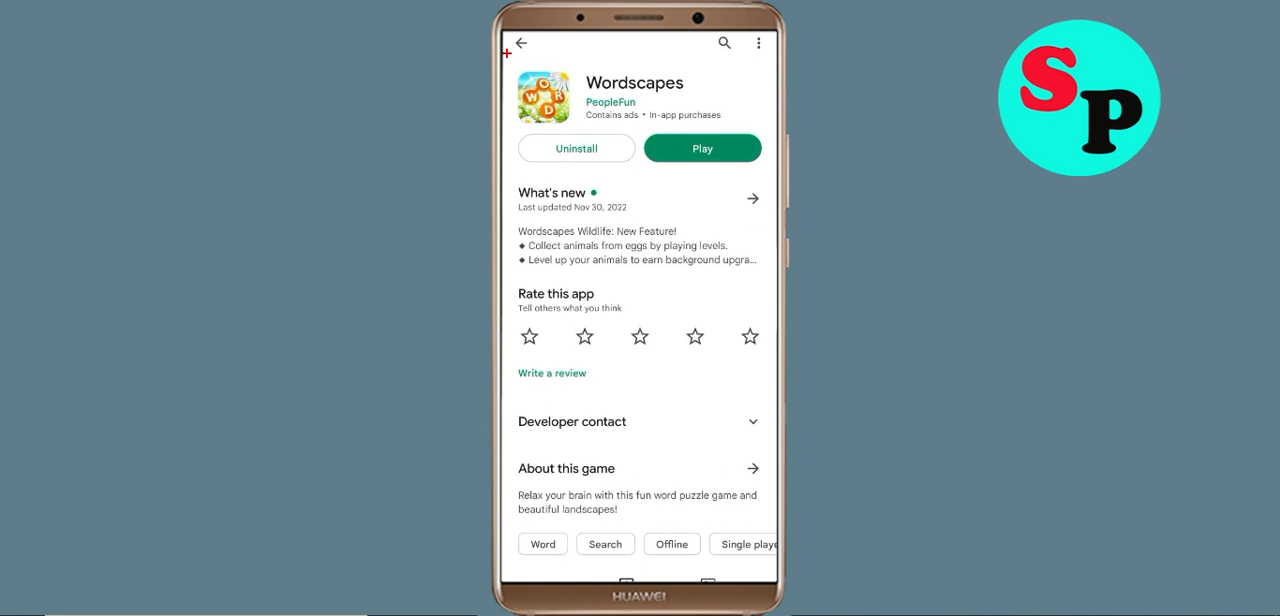 Wordscapes
PeopleFun
Contains ads • In-app purchases
Uninstall
Play
What's new
Last updated Nov 30, 2022
Wordscapes Wildlife: New Feature!
◆ Collect animals from eggs by playing levels.
◆ Level up your animals to earn background upgra...
Rate this app
Tell others what you think
Write a review
Developer contact
About this game
Relax your brain with this fun word puzzle game and
beautiful landscapes!
Word
Search
Offline
Single playe
HUAWEI
SP
WORD